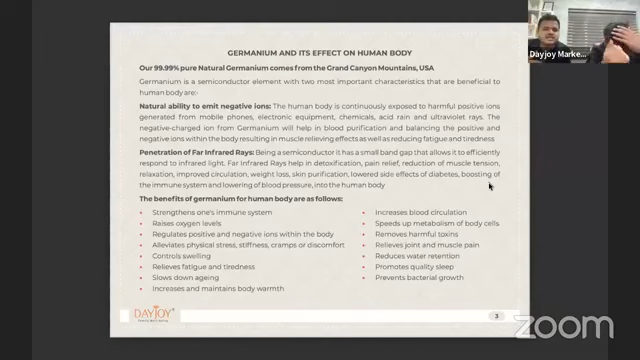 GERMANIUM AND ITS EFFECT ON HUMAN BODY
Our 99.99% pure Natural Germanium comes from the Grand Canyon Mountains, USA
Germanium is a semiconductor element with two most important characteristics that are beneficial to
human body are:-
Natural ability to emit negative ions: The human body is continuously exposed to harmful positive ions
generated from mobile phones, electronic equipment, chemicals, acid rain and ultraviolet rays. The
negative-charged ion from Germanium will help in blood purification and balancing the positive and
negative ions within the body resulting in muscle relieving effects as well as reducing fatigue and tiredness
Penetration of Far Infrared Rays: Being a semiconductor it has a small band gap that allows it to efficiently
respond to infrared light. Far Infrared Rays help in detoxification, pain relief, reduction of muscle tension,
relaxation, improved circulation, weight loss, skin purification, lowered side effects of diabetes, boosting of
the immune system and lowering of blood pressure, into the human body
The benefits of germanium for human body are as follows:
• Strengthens one's immune system
• Raises oxygen levels
• Regulates positive and negative ions within the body
• Alleviates physical stress, stiffness, cramps or discomfort
• Controls swelling
• Relieves fatigue and tiredness
• Slows down ageing
• Increases and maintains body warmth
• Increases blood circulation
• Speeds up metabolism of body cells
• Removes harmful toxins
• Relieves joint and muscle pain
• Reduces water retention
• Promotes quality sleep
• Prevents bacterial growth
DAYJOY
3
Dayjoy Marke...
zoom